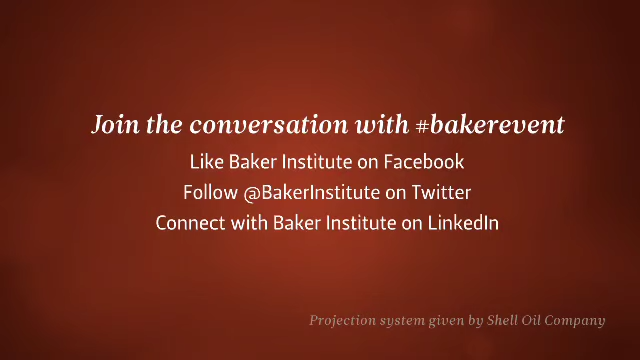 Join the conversation with #bakerevent
Like Baker Institute on Facebook
Follow @BakerInstitute on Twitter
Connect with Baker Institute on LinkedIn
Projection system given by Shell Oil Company